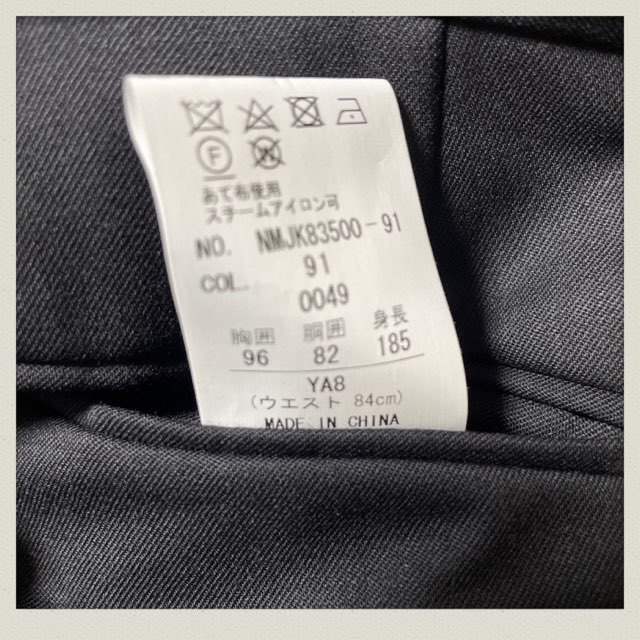 F
W
あて布使用
スチームアイロン可
NO. NMJK83500-91
COL. 91
0049
胸囲 胴囲 身長
96 82 185
YA8
(ウエスト 84cm)
MADE IN CHINA